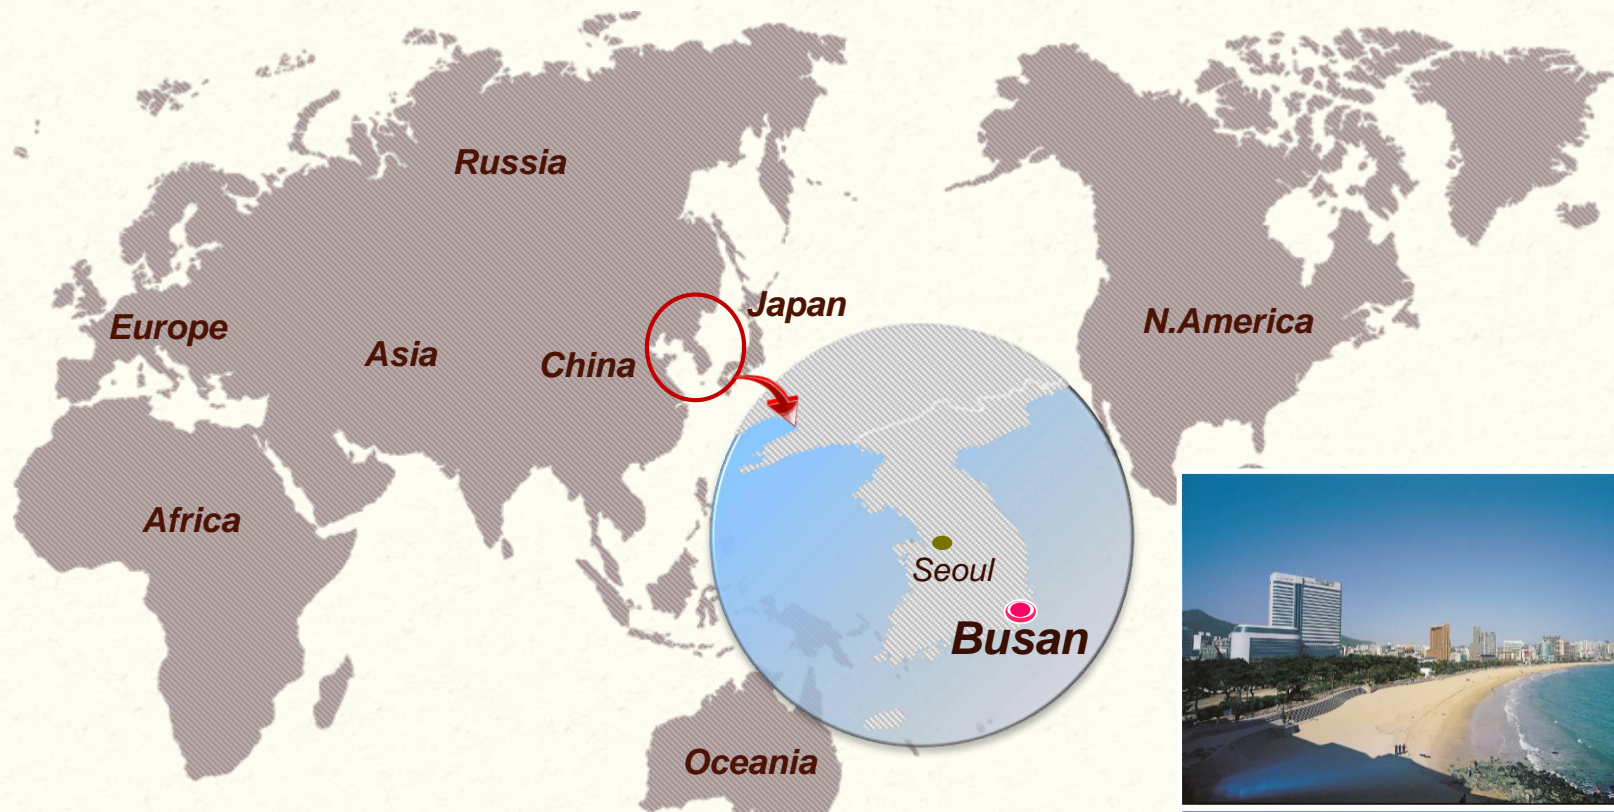 Russia
Japan
Europe
N.America
Asia
China
Africa
Seoul
Busan
Oceania